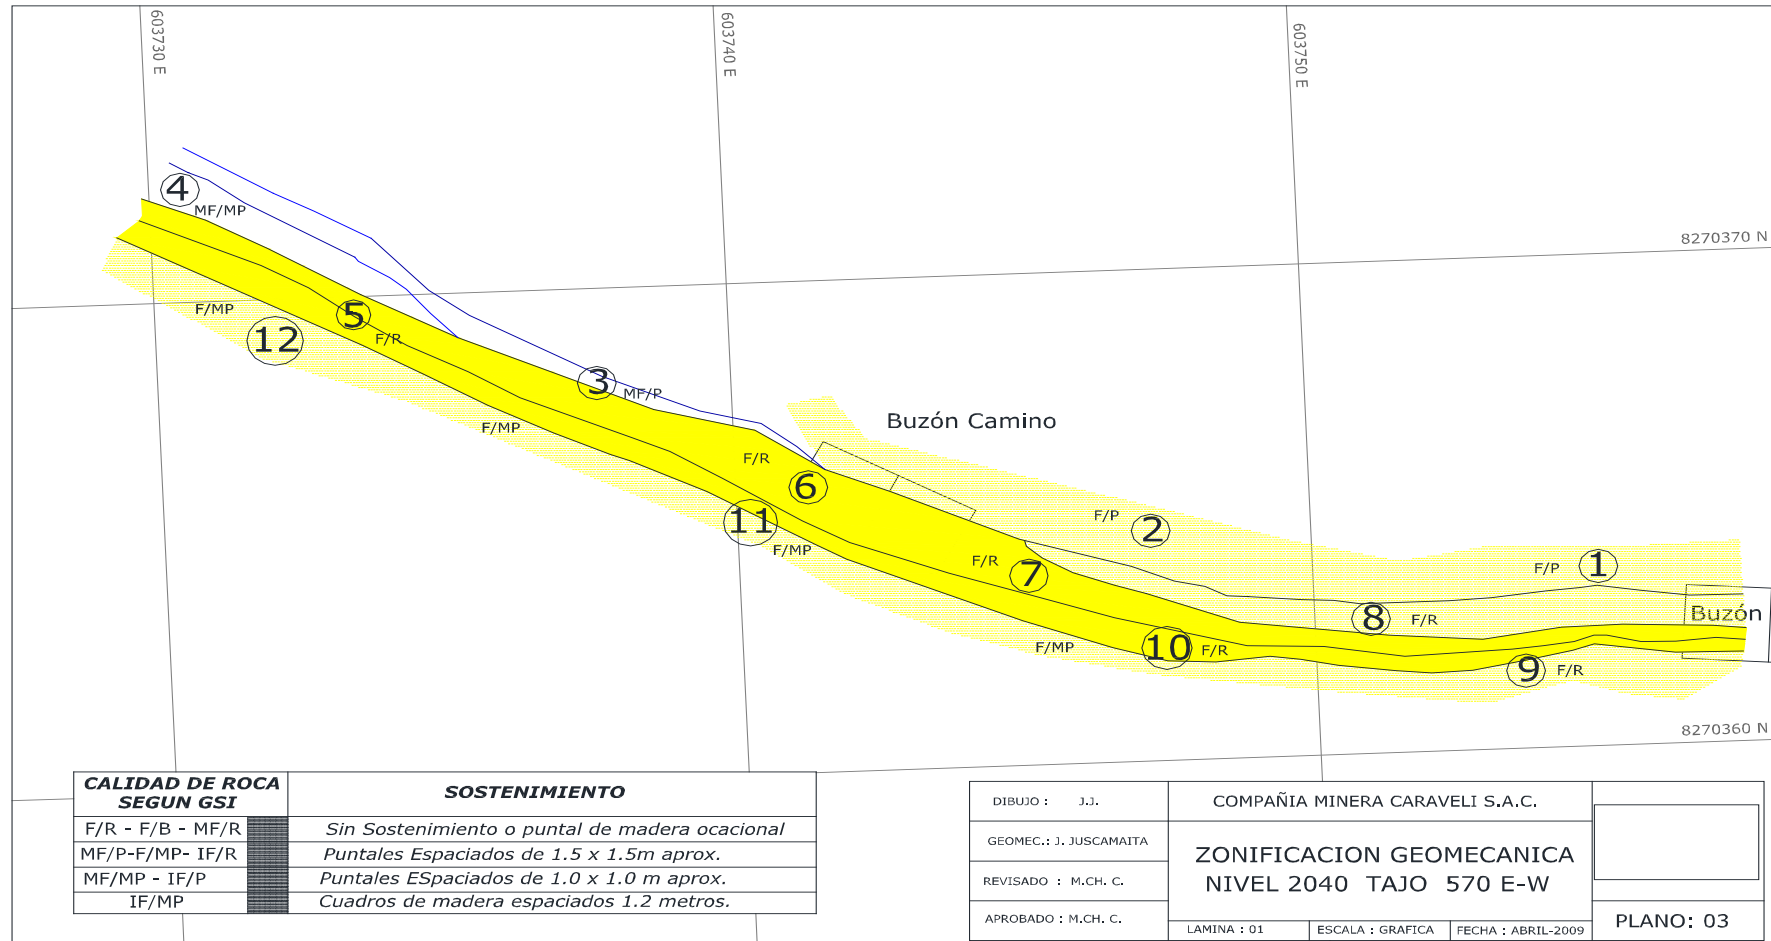 603730 E
603740 E
603750 E
8270370 N
4
MF/MP
F/MP
5
12
F/R
3
MF/P
F/MP
Buzón Camino
F/R
6
11
F/MP
F/P
2
F/R
7
F/P
1
8
F/R
Buzón
F/MP
10
F/R
9
F/R
8270360 N
CALIDAD DE ROCA
SEGUN GSI
SOSTENIMIENTO
F/R - F/B - MF/R
Sin Sostenimiento o puntal de madera ocacional
MF/P-F/MP- IF/R
Puntales Espaciados de 1.5 x 1.5m aprox.
MF/MP - IF/P
Puntales ESpaciados de 1.0 x 1.0 m aprox.
IF/MP
Cuadros de madera espaciados 1.2 metros.
DIBUJO : J.J.
GEOMEC.: J. JUSCAMAITA
REVISADO : M.CH. C.
APROBADO : M.CH. C.
COMPAÑIA MINERA CARAVELI S.A.C.
ZONIFICACION GEOMECANICA
NIVEL 2040 TAJO 570 E-W
LAMINA : 01
ESCALA : GRAFICA
FECHA : ABRIL-2009
PLANO: 03